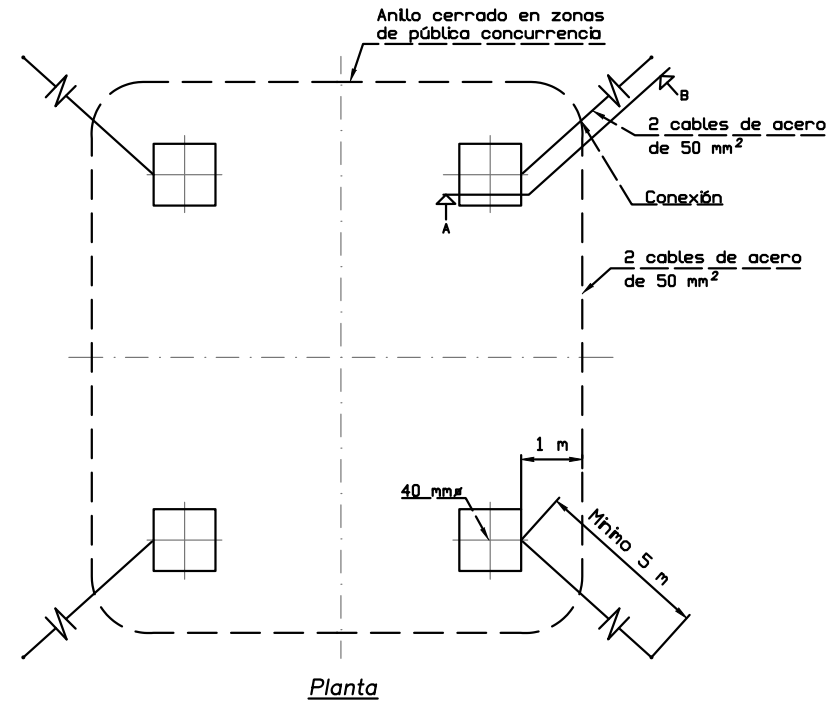 Anillo cerrado en zonas
de pública concurrencia
B
2 cables de acero
de 50 mm²
Conexión
A
2 cables de acero
de 50 mm²
1 m
40 mmø
Mínimo 5 m
Planta